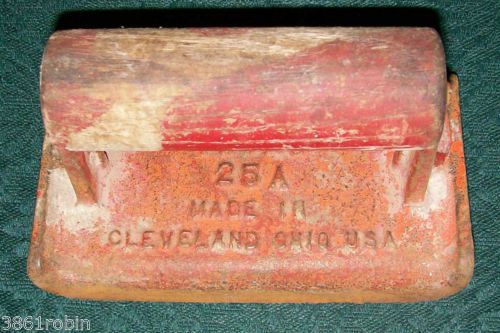 25A
MADE IN
CLEVELAND OHIO USA
3861robin